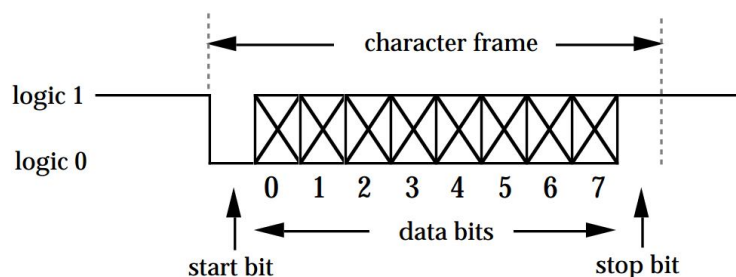 character frame
logic 1
logic 0
0 1 2 3 4 5 6 7
data bits
start bit
stop bit